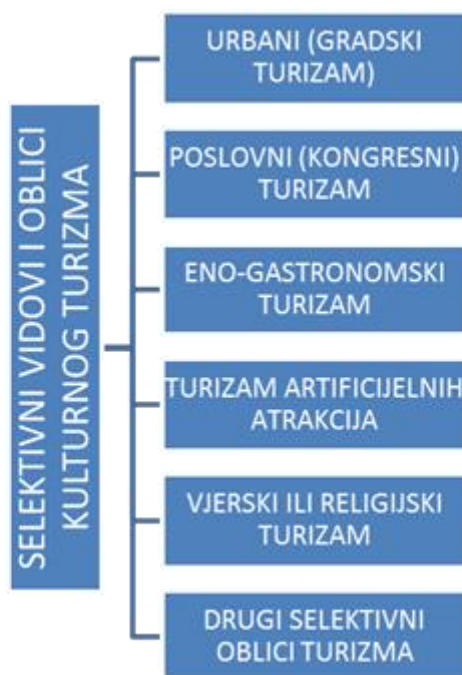 SELEKTIVNI VIDOVI I OBLICI
KULTURNOG TURIZMA
URBANI (GRADSKI
TURIZAM)
POSLOVNI (KONGRESNI)
TURIZAM
ENO-GASTRONOMSKI
TURIZAM
TURIZAM ARTIFICIJELNIH
ATRAKCIJA
VJERSKI ILI RELIGIJSKI
TURIZAM
DRUGI SELEKTIVNI
OBLICI TURIZMA